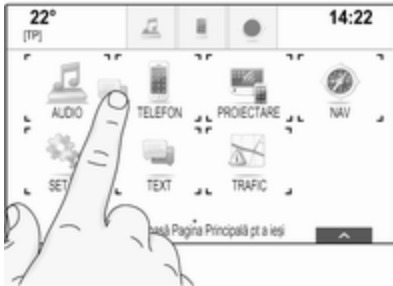 22°
14:22
[TP]
AUDIO
TELEFON
PROIECTARE
NAV
SET
TEXT
TRAFIC
Pagina Principală pt a ieși